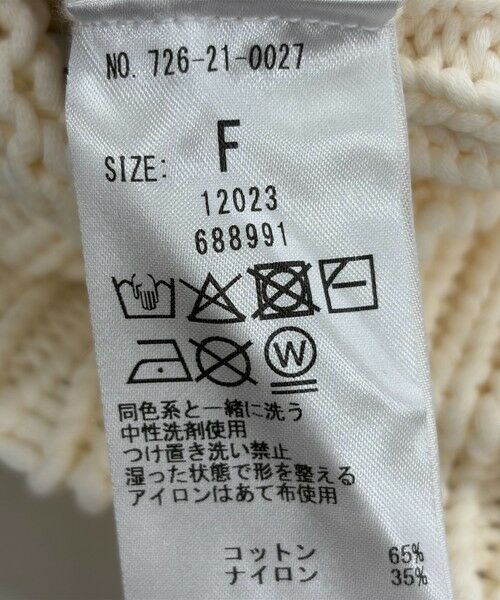 NO. 726-21-0027
SIZE: F
12023
688991
W
同色系と一緒に洗う
中性洗剤使用
つけ置き洗い禁止
湿った状態で形を整える
アイロンはあて布使用
コットン 65%
ナイロン 35%